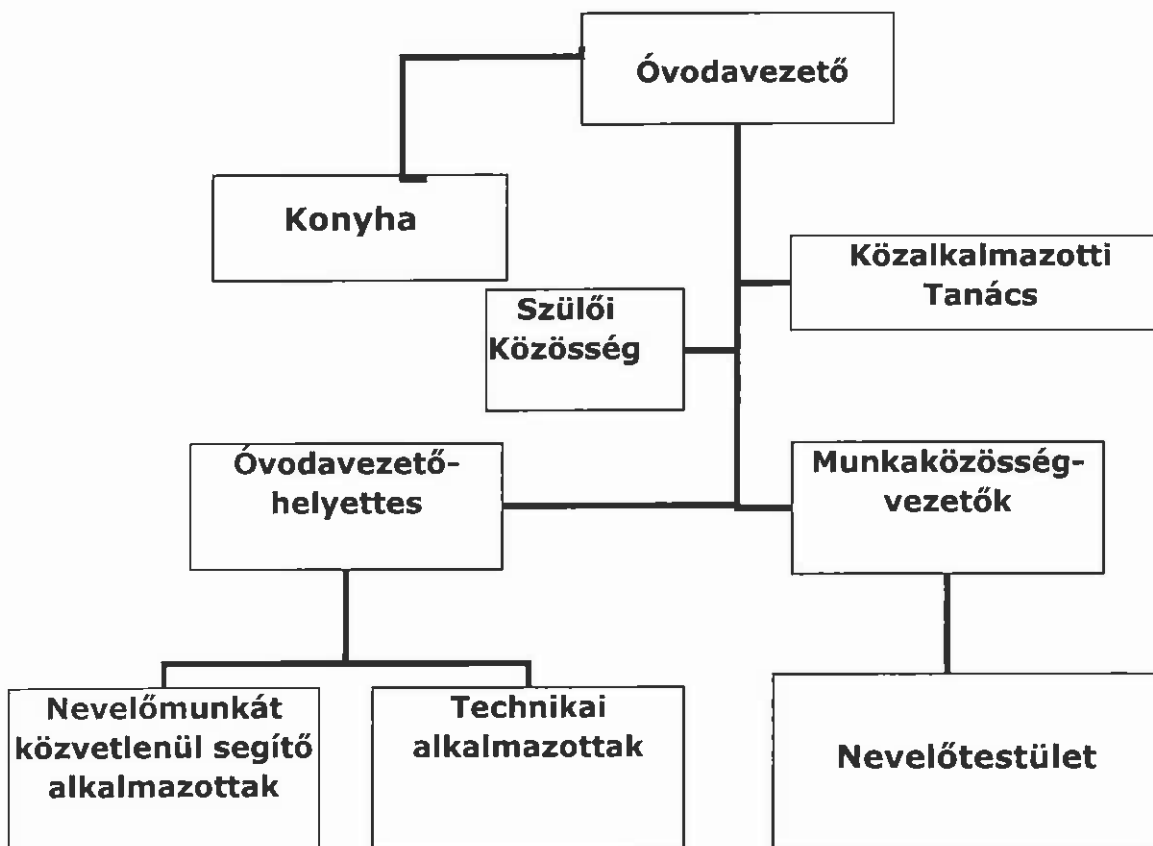 Óvodavezető
Konyha
Közalkalmazotti
Tanács
Szülői
Közösség
Óvodavezető-
helyettes
Munkaközösség-
vezetők
Nevelőmunkát
közvetlenül segítő
alkalmazottak
Technikai
alkalmazottak
Nevelőtestület